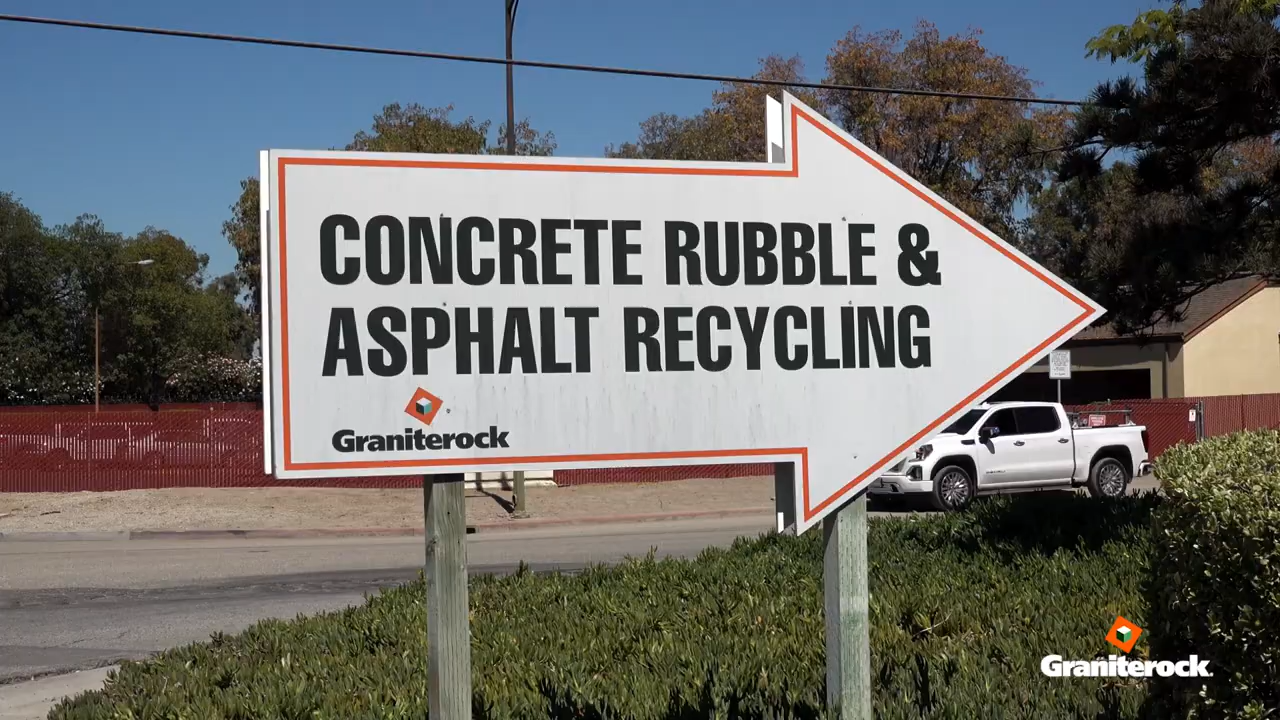 CONCRETE RUBBLE &
ASPHALT RECYCLING
Graniterock
Graniterock